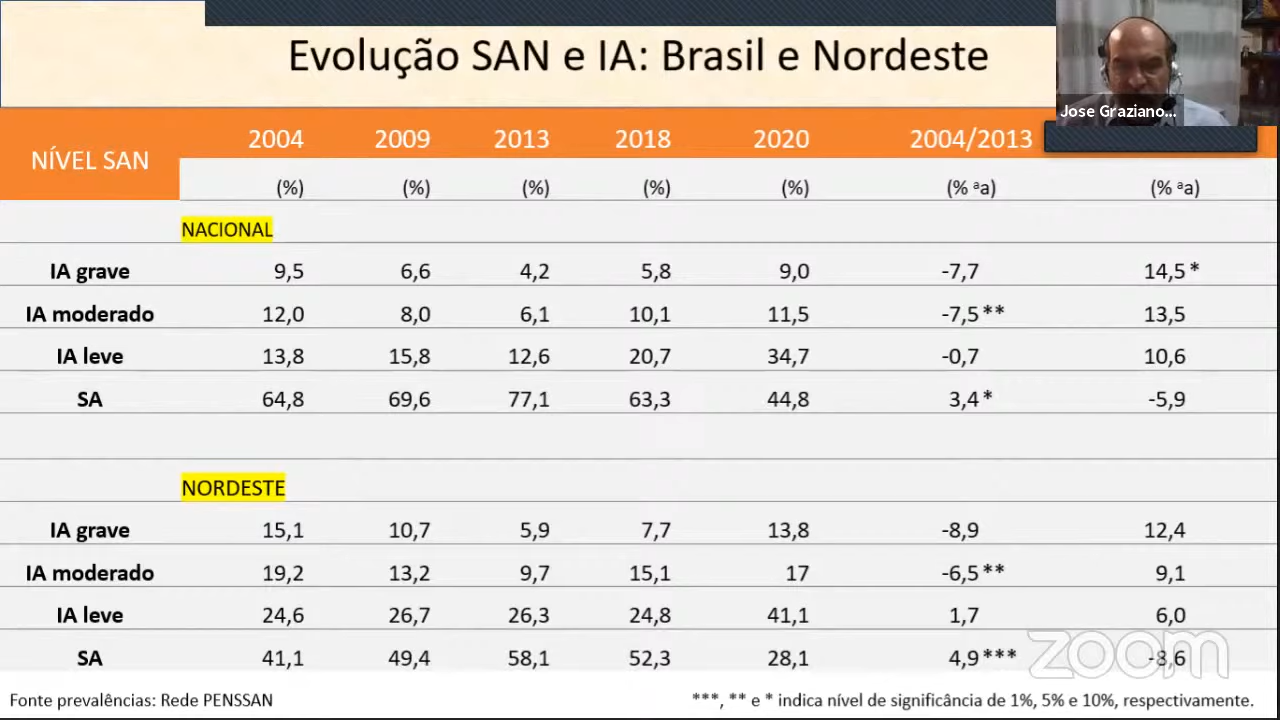 Evolução SAN e IA: Brasil e Nordeste
Jose Graziano...
NÍVEL SAN 2004 2009 2013 2018 2020 2004/2013
(%) (%) (%) (%) (%) (% ªa) (% ªa)
NACIONAL
IA grave 9,5 6,6 4,2 5,8 9,0 -7,7 14,5 *
IA moderado 12,0 8,0 6,1 10,1 11,5 -7,5 ** 13,5
IA leve 13,8 15,8 12,6 20,7 34,7 -0,7 10,6
SA 64,8 69,6 77,1 63,3 44,8 3,4 * -5,9
NORDESTE
IA grave 15,1 10,7 5,9 7,7 13,8 -8,9 12,4
IA moderado 19,2 13,2 9,7 15,1 17 -6,5 ** 9,1
IA leve 24,6 26,7 26,3 24,8 41,1 1,7 6,0
SA 41,1 49,4 58,1 52,3 28,1 4,9 *** -8,6
zoom
Fonte prevalências: Rede PENSSAN
***, ** e * indica nível de significância de 1%, 5% e 10%, respectivamente.